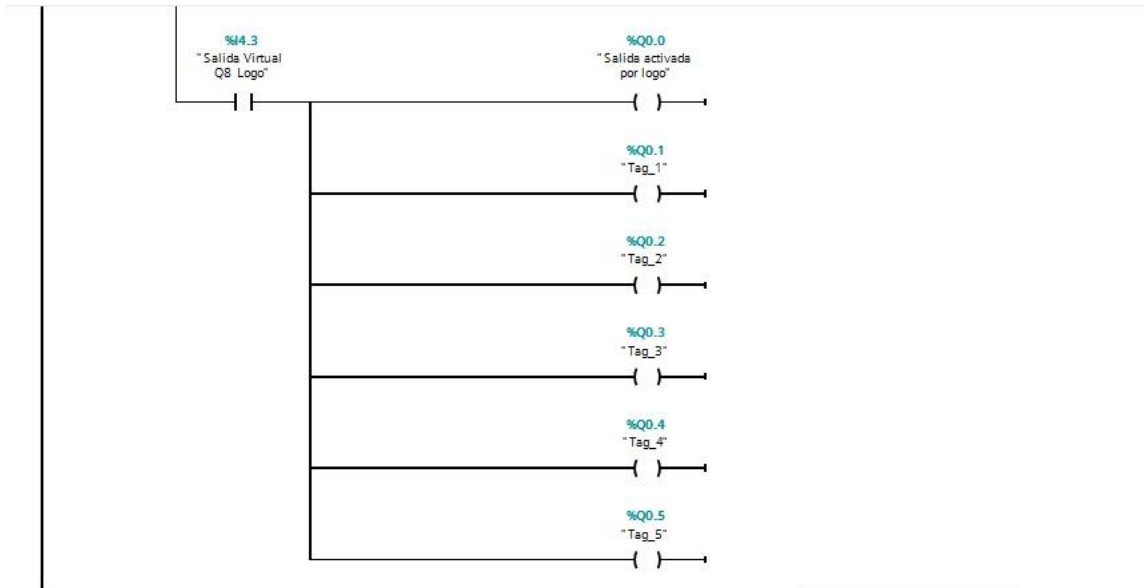 %I4.3
"Salida Virtual
Q8 Logo"
%Q0.0
"Salida activada
por logo"
%Q0.1
"Tag_1"
%Q0.2
"Tag_2"
%Q0.3
"Tag_3"
%Q0.4
"Tag_4"
%Q0.5
"Tag_5"